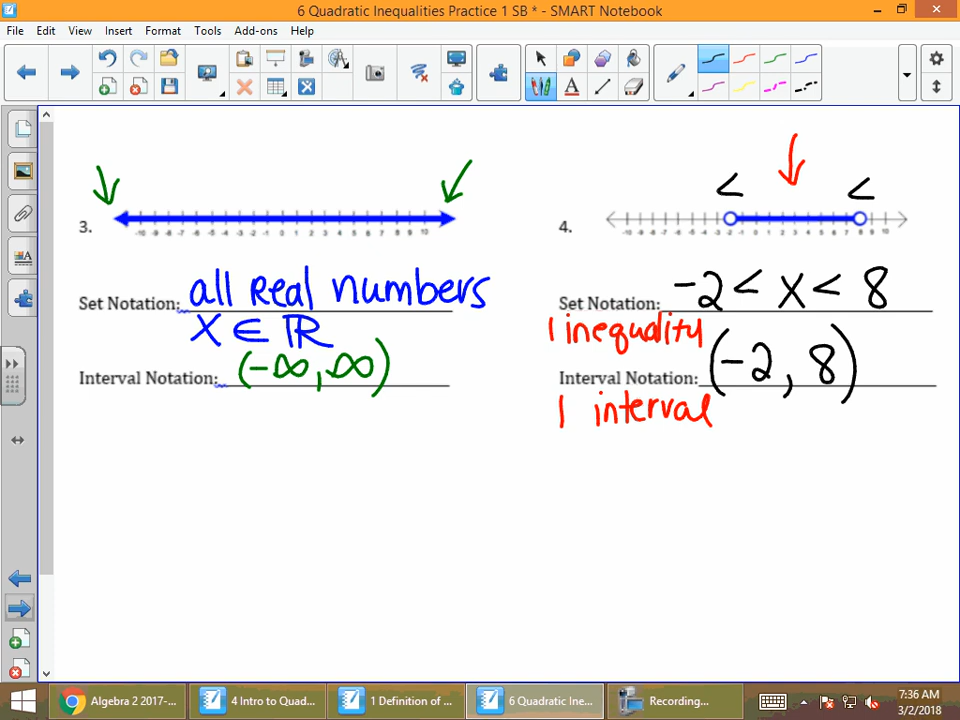 6 Quadratic Inequalities Practice 1 SB * - SMART Notebook
File Edit View Insert Format Tools Add-ons Help
< <
3. -10 -9 -8 -7 -6 -5 -4 -3 -2 -1 0 1 2 3 4 5 6 7 8 9 10
4. -10 -9 -8 -7 -6 -5 -4 -3 -2 -1 0 1 2 3 4 5 6 7 8 9 10
Set Notation: all real numbers
x ∈ ℝ
Interval Notation: (-∞, ∞)
Set Notation: -2 < x < 8
1 inequality
Interval Notation: (-2, 8)
1 interval
Algebra 2 2017-... 4 Intro to Quad... 1 Definition of ... 6 Quadratic Ine... Recording...
7:36 AM
3/2/2018